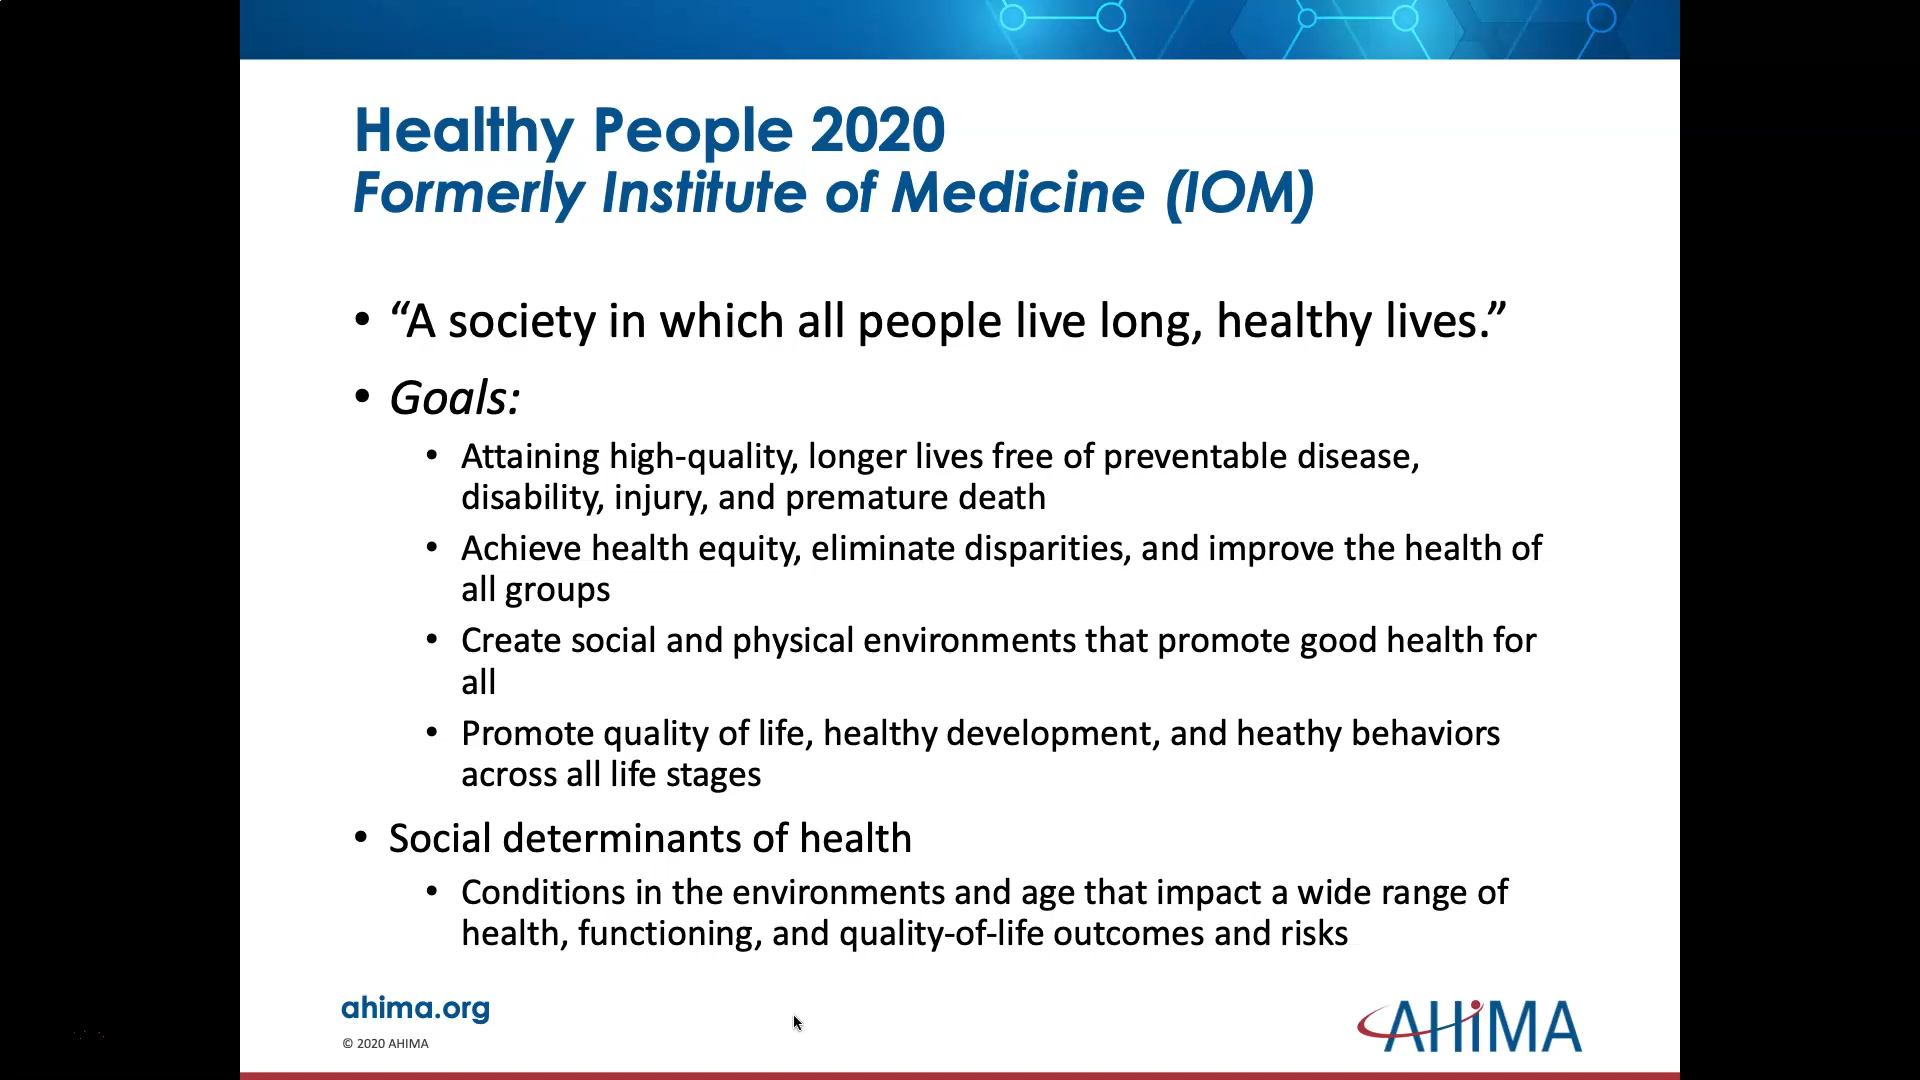 Healthy People 2020
Formerly Institute of Medicine (IOM)
• “A society in which all people live long, healthy lives.”
• Goals:
• Attaining high-quality, longer lives free of preventable disease,
disability, injury, and premature death
• Achieve health equity, eliminate disparities, and improve the health of
all groups
• Create social and physical environments that promote good health for
all
• Promote quality of life, healthy development, and heathy behaviors
across all life stages
• Social determinants of health
• Conditions in the environments and age that impact a wide range of
health, functioning, and quality-of-life outcomes and risks
ahima.org
© 2020 AHIMA
AHiMA